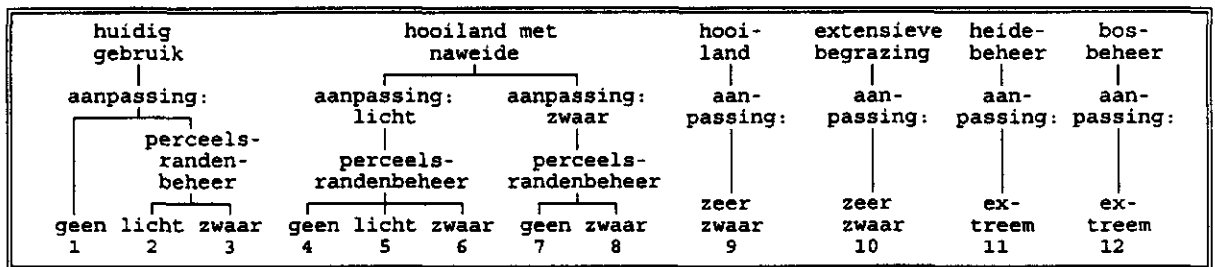 huidig hooiland met hooi- extensieve heide- bos-
gebruik naweide land begrazing beheer beheer
aanpassing: aanpassing: aanpassing: aan- aan- aan- aan-
licht zwaar passing: passing: passing: passing:
perceels-
randen- perceels- perceels-
beheer randenbeheer randenbeheer
zeer zeer ex- ex-
geen licht zwaar geen licht zwaar geen zwaar zwaar zwaar treem treem
1 2 3 4 5 6 7 8 9 10 11 12